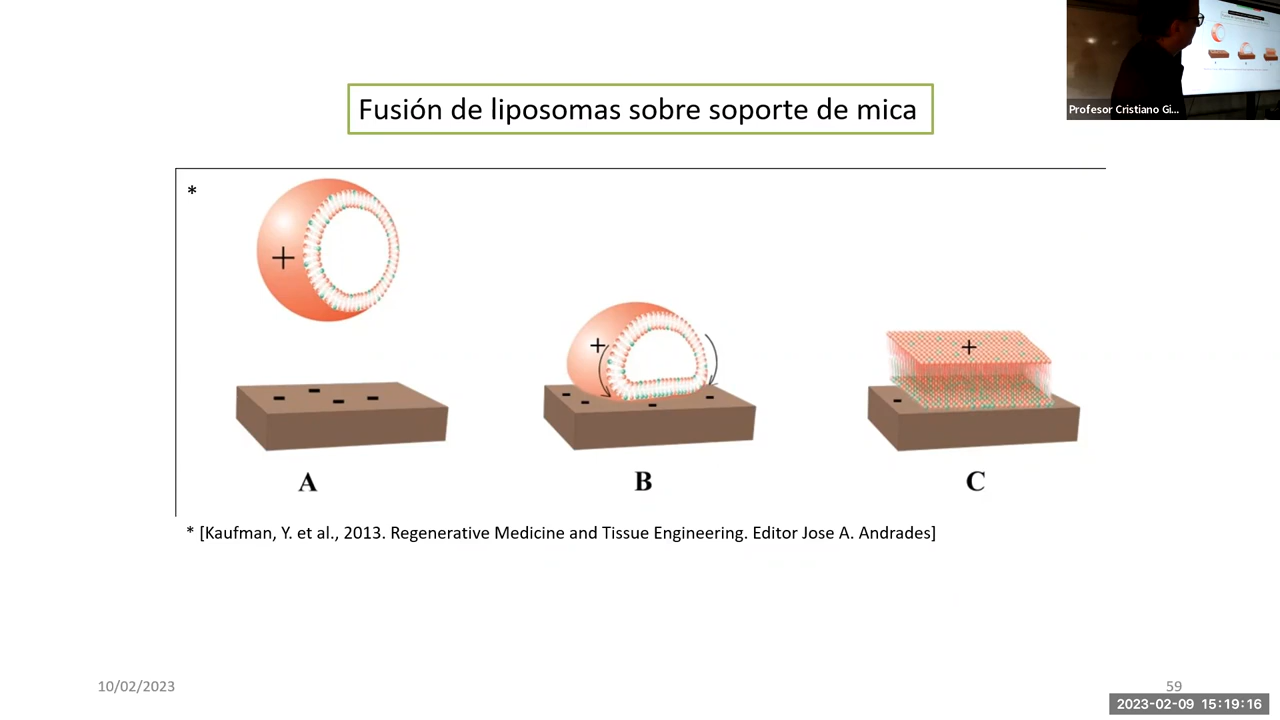 Profesor Cristiano Gi...
Fusión de liposomas sobre soporte de mica
*
+
+
+
A
B
C
* [Kaufman, Y. et al., 2013. Regenerative Medicine and Tissue Engineering. Editor Jose A. Andrades]
10/02/2023
59
2023-02-09 15:19:16